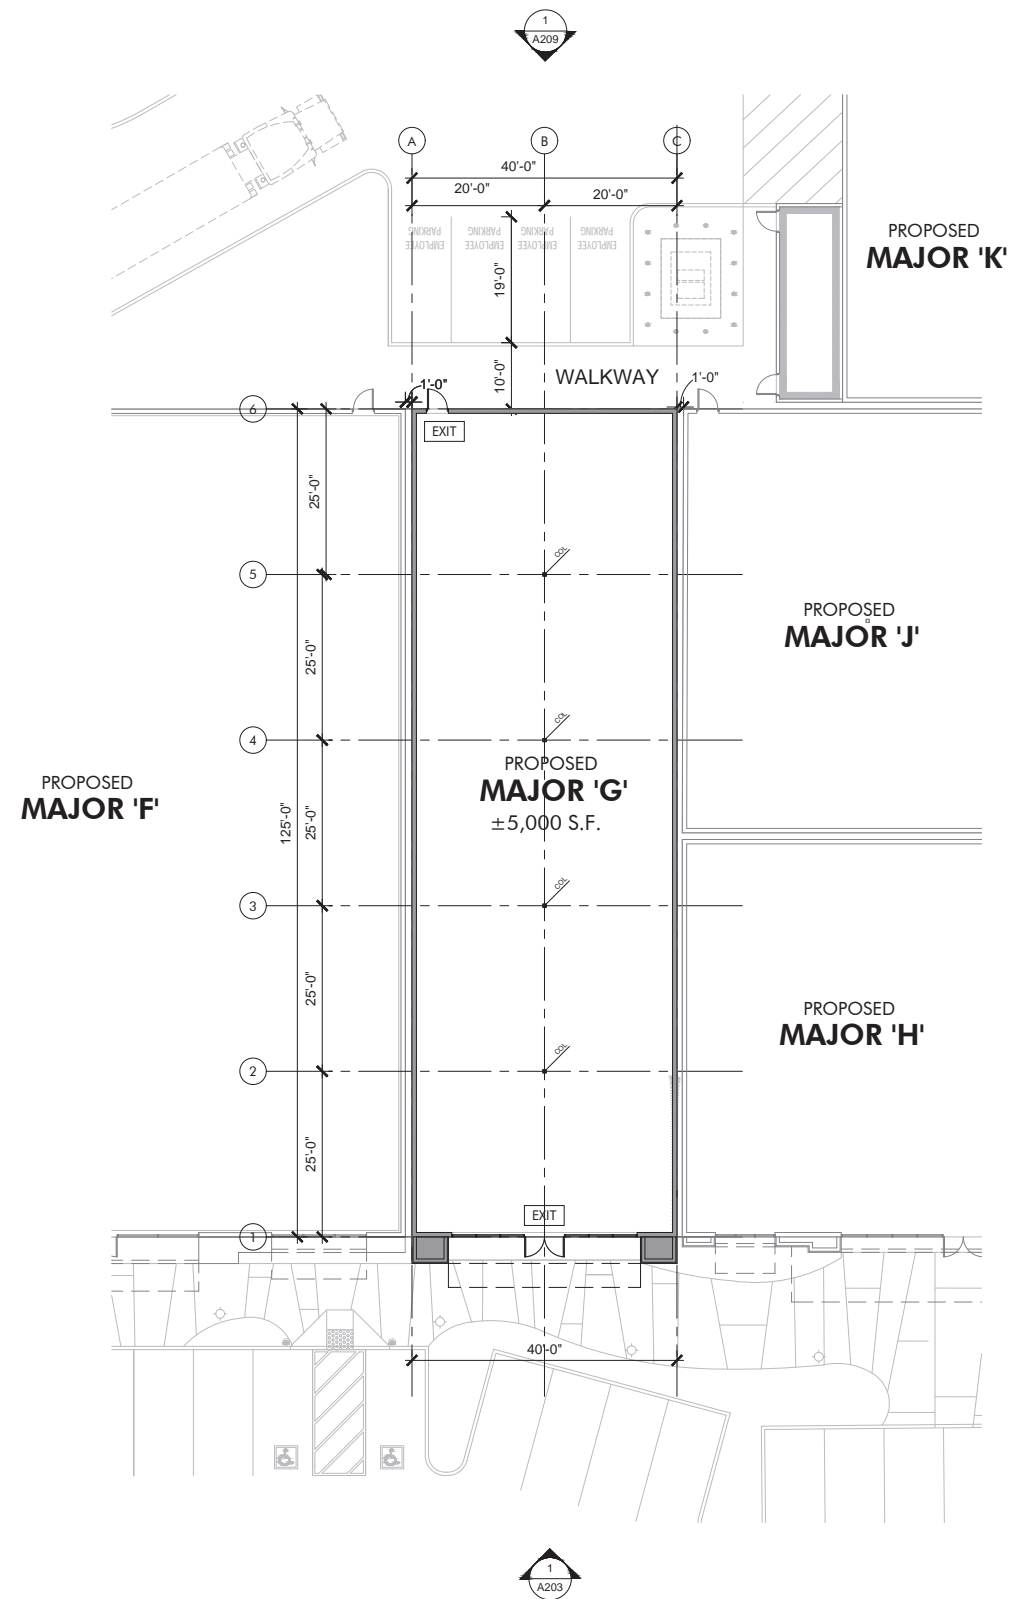 1
A209
A
B
C
40'-0"
20'-0"
20'-0"
EMPLOYEE
PARKING
EMPLOYEE
PARKING
EMPLOYEE
PARKING
EMPLOYEE
PARKING
PROPOSED
MAJOR 'K'
19'-0"
10'-0"
WALKWAY
1'-0"
1'-0"
6
EXIT
25'-0"
COL
5
PROPOSED
MAJOR 'J'
25'-0"
COL
4
PROPOSED
MAJOR 'G'
±5,000 S.F.
PROPOSED
MAJOR 'F'
125'-0"
25'-0"
COL
3
25'-0"
PROPOSED
MAJOR 'H'
COL
2
25'-0"
EXIT
1
40'-0"
1
A203